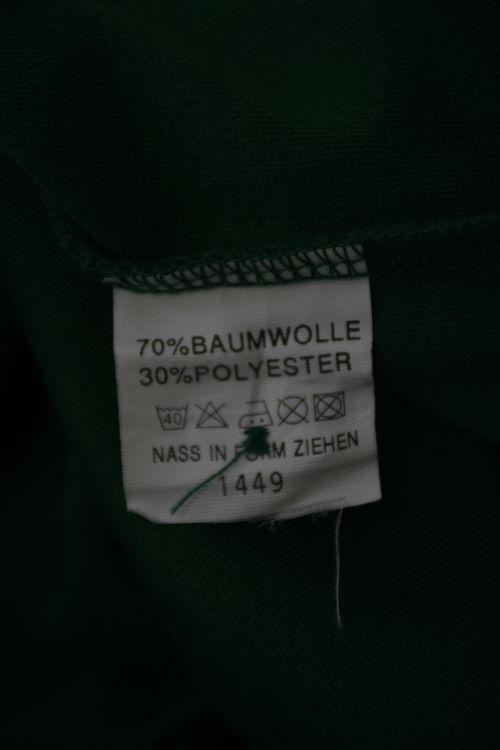 70%BAUMWOLLE
30%POLYESTER
40
NASS IN FORM ZIEHEN
1449